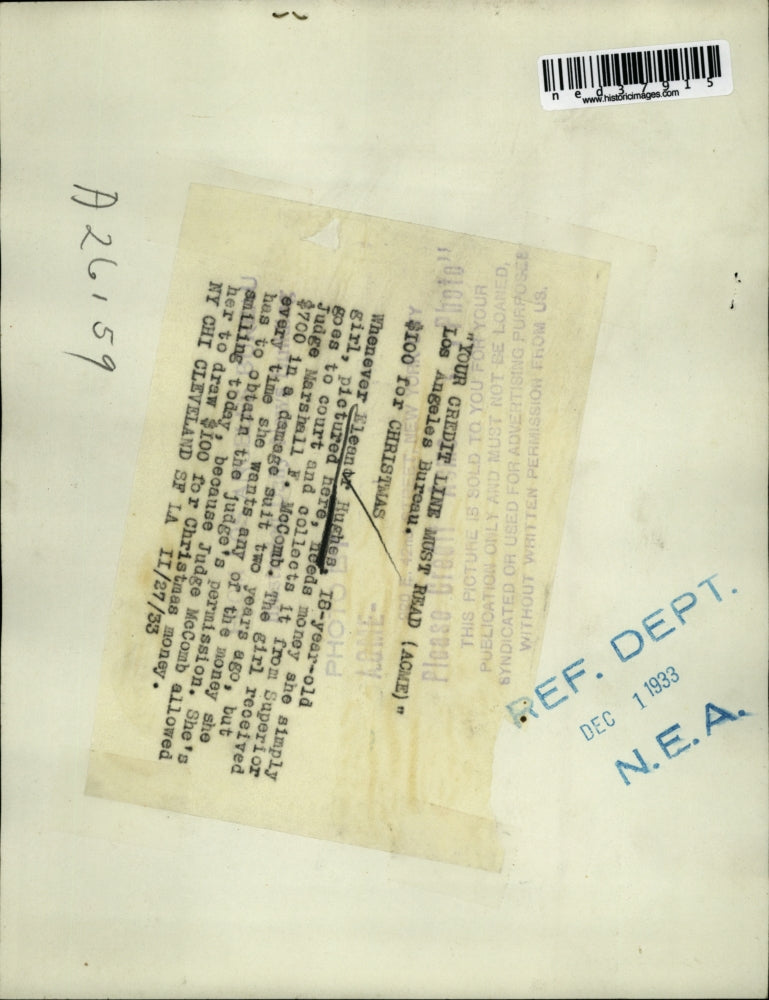 ned37915
www.historicimages.com
A 26159
"YOUR CREDIT LINE MUST READ (ACME)"
Los Angeles Bureau.
$I00 for CHRISTMAS
Whenever Eleanor Hughes, I8-year-old
girl, pictured here, needs money she simply
goes to court and collects it from Superior
Judge Marshall F. McComb. The girl received
$700 in a damage suit two years ago, but
every time she wants any of the money she
has to obtain the judge's permission. She's
smiling today, because Judge McComb allowed
her to draw $I00 for Christmas money.
NY CHI CLEVELAND SF LA II/27/33
THIS PICTURE IS SOLD TO YOU FOR YOUR
PUBLICATION ONLY AND MUST NOT BE LOANED,
SYNDICATED OR USED FOR ADVERTISING PURPOSES
WITHOUT WRITTEN PERMISSION FROM US.
REF. DEPT.
DEC 1 1933
N.E.A.